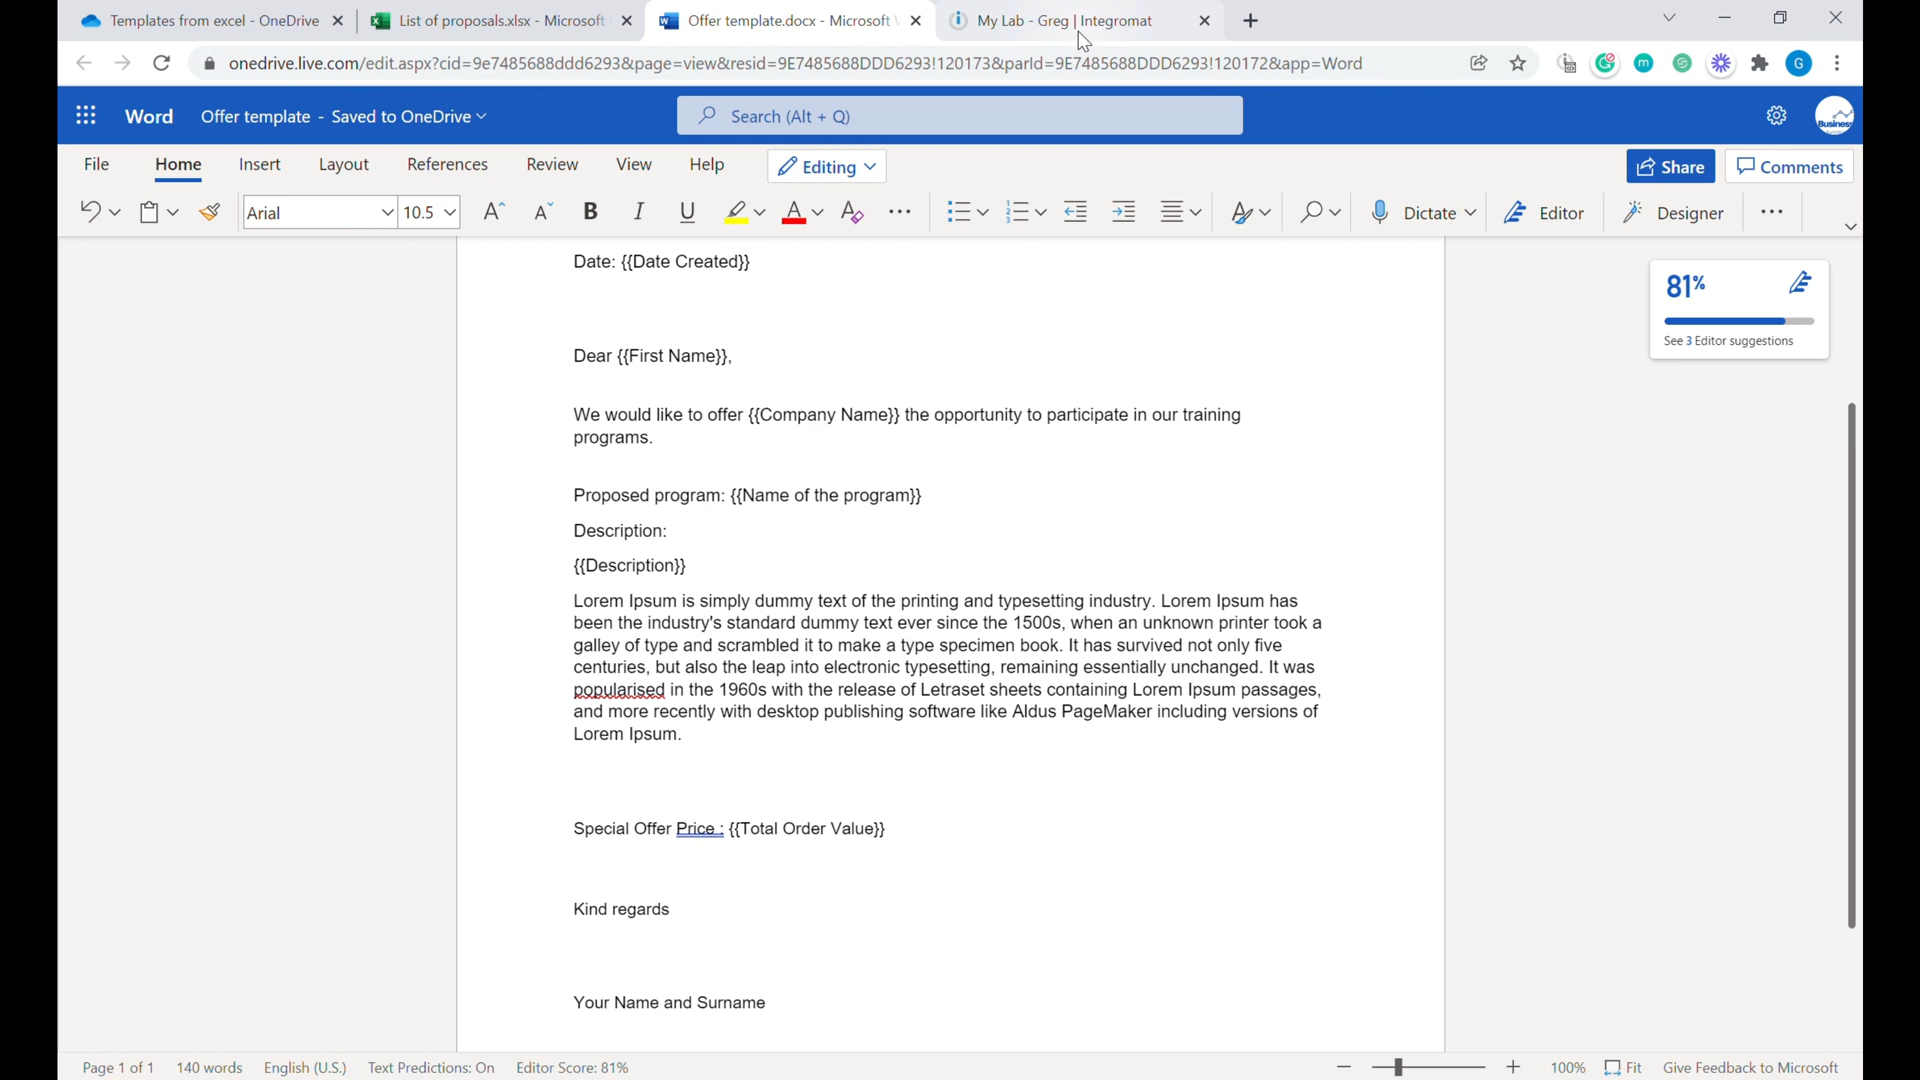 Templates from excel - OneDrive
List of proposals.xlsx - Microsoft
Offer template.docx - Microsoft
My Lab - Greg | Integromat
onedrive.live.com/edit.aspx?cid=9e7485688ddd6293&page=view&resid=9E7485688DDD6293!120173&parId=9E7485688DDD6293!120172&app=Word
m
G
Word
Offer template - Saved to OneDrive
Search (Alt + Q)
Business
File
Home
Insert
Layout
References
Review
View
Help
Editing
Share
Comments
Arial
10.5
Dictate
Editor
Designer
Date: {{Date Created}}
81%
See 3 Editor suggestions
Dear {{First Name}},
We would like to offer {{Company Name}} the opportunity to participate in our training
programs.
Proposed program: {{Name of the program}}
Description:
{{Description}}
Lorem Ipsum is simply dummy text of the printing and typesetting industry. Lorem Ipsum has
been the industry's standard dummy text ever since the 1500s, when an unknown printer took a
galley of type and scrambled it to make a type specimen book. It has survived not only five
centuries, but also the leap into electronic typesetting, remaining essentially unchanged. It was
popularised in the 1960s with the release of Letraset sheets containing Lorem Ipsum passages,
and more recently with desktop publishing software like Aldus PageMaker including versions of
Lorem Ipsum.
Special Offer Price : {{Total Order Value}}
Kind regards
Your Name and Surname
Page 1 of 1
140 words
English (U.S.)
Text Predictions: On
Editor Score: 81%
100%
Fit
Give Feedback to Microsoft